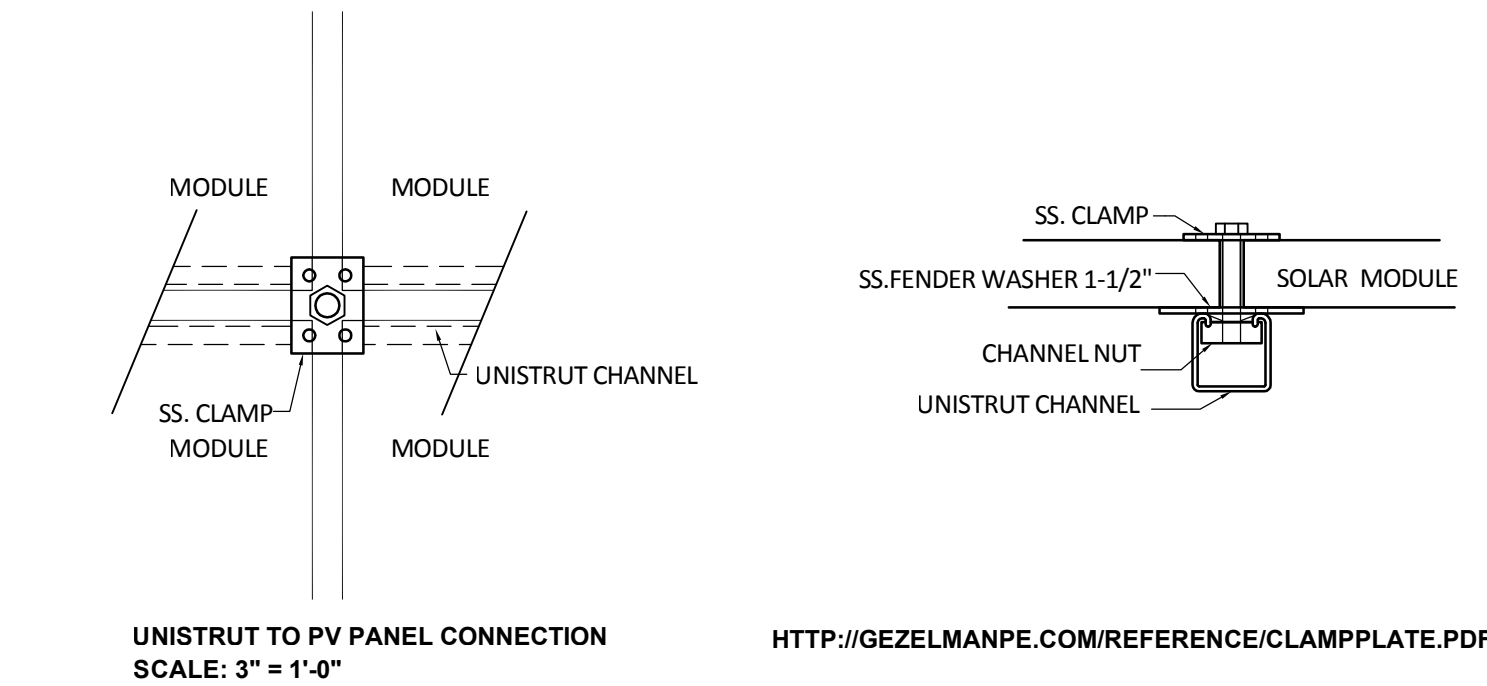 MODULE
MODULE
UNISTRUT CHANNEL
SS. CLAMP
MODULE
MODULE
UNISTRUT TO PV PANEL CONNECTION
SCALE: 3" = 1'-0"
SS. CLAMP
SS.FENDER WASHER 1-1/2"
SOLAR MODULE
CHANNEL NUT
UNISTRUT CHANNEL
HTTP://GEZELMANPE.COM/REFERENCE/CLAMPPLATE.PDF